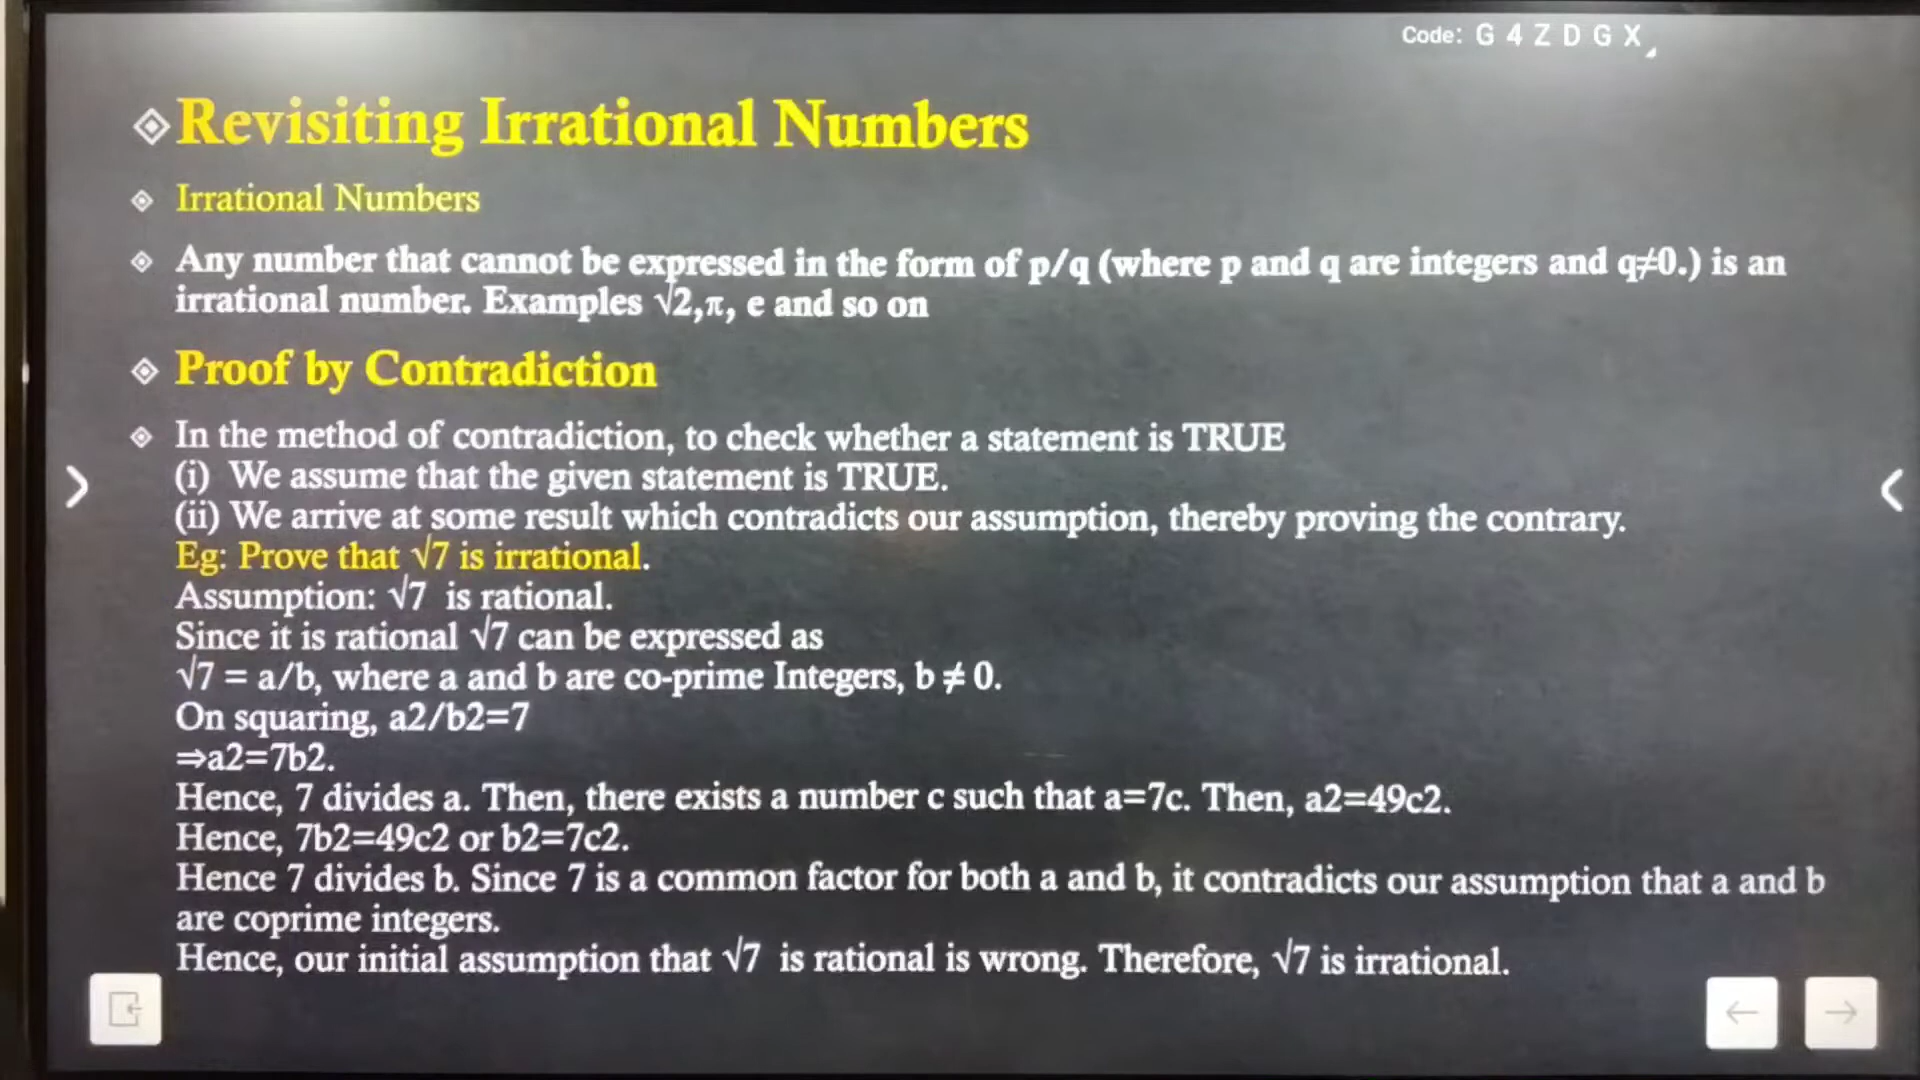 Code: G 4 Z D G X
Revisiting Irrational Numbers
Irrational Numbers
Any number that cannot be expressed in the form of p/q (where p and q are integers and q≠0.) is an
irrational number. Examples √2,π, e and so on
Proof by Contradiction
In the method of contradiction, to check whether a statement is TRUE
(i) We assume that the given statement is TRUE.
(ii) We arrive at some result which contradicts our assumption, thereby proving the contrary.
Eg: Prove that √7 is irrational.
Assumption: √7 is rational.
Since it is rational √7 can be expressed as
√7 = a/b, where a and b are co-prime Integers, b ≠ 0.
On squaring, a2/b2=7
⇒a2=7b2.
Hence, 7 divides a. Then, there exists a number c such that a=7c. Then, a2=49c2.
Hence, 7b2=49c2 or b2=7c2.
Hence 7 divides b. Since 7 is a common factor for both a and b, it contradicts our assumption that a and b
are coprime integers.
Hence, our initial assumption that √7 is rational is wrong. Therefore, √7 is irrational.